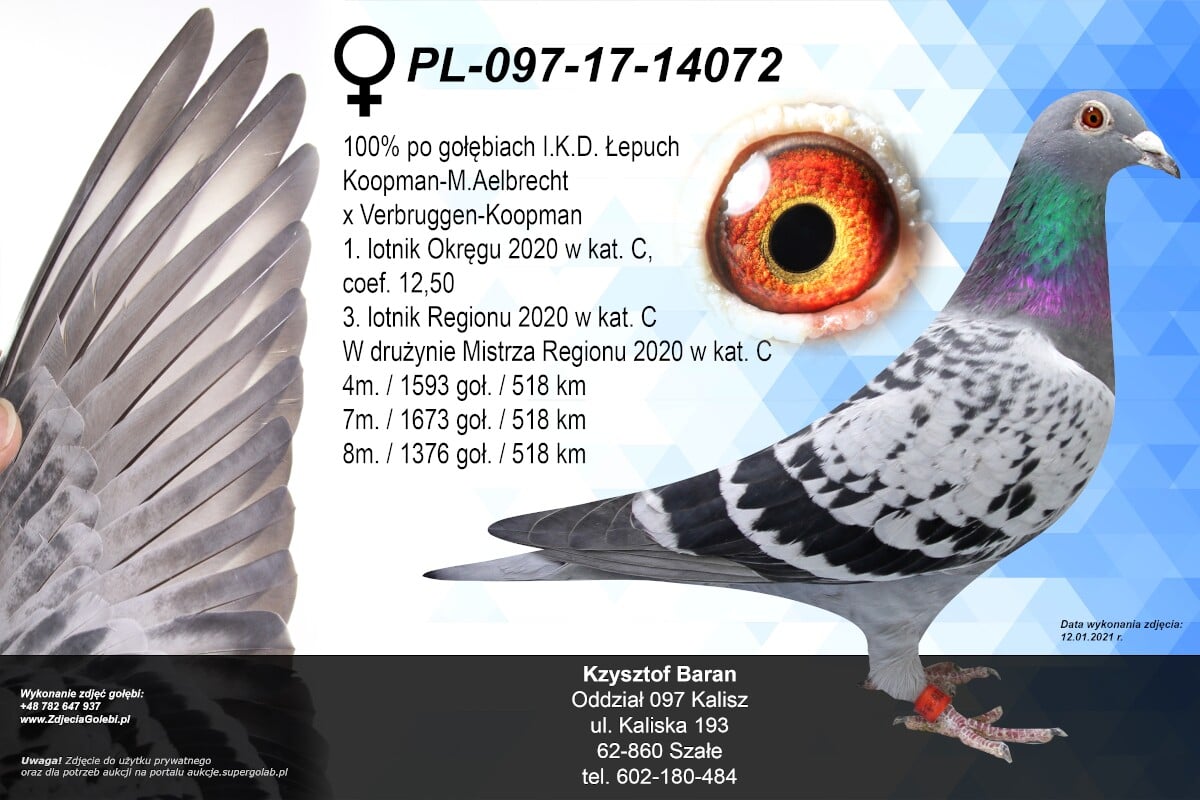 PL-097-17-14072
100% po gołębiach I.K.D. Łepuch
Koopman-M.Aelbrecht
x Verbruggen-Koopman
1. lotnik Okręgu 2020 w kat. C,
coef. 12,50
3. lotnik Regionu 2020 w kat. C
W drużynie Mistrza Regionu 2020 w kat. C
4m. / 1593 goł. / 518 km
7m. / 1673 goł. / 518 km
8m. / 1376 goł. / 518 km
Data wykonania zdjęcia:
12.01.2021 r.
Wykonanie zdjęć gołębi:
+48 782 647 937
www.ZdjeciaGolebi.pl
Uwaga! Zdjęcie do użytku prywatnego
oraz dla potrzeb aukcji na portalu aukcje.supergolab.pl
Krzysztof Baran
Oddział 097 Kalisz
ul. Kaliska 193
62-860 Szałe
tel. 602-180-484